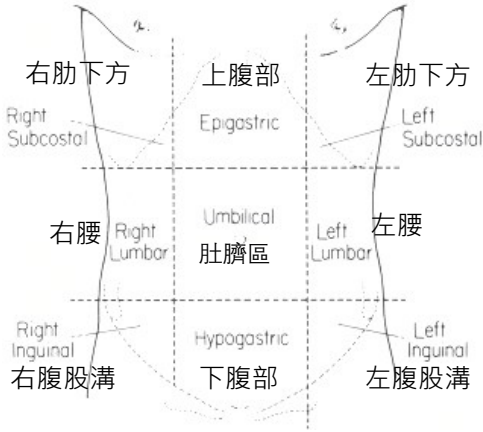 右肋下方
上腹部
左肋下方
Right
Subcostal
Epigastric
Left
Subcostal
右腰
Right
Lumbar
Umbilical
肚臍區
Left
Lumbar
左腰
Right
Inguinal
Hypogastric
Left
Inguinal
右腹股溝
下腹部
左腹股溝